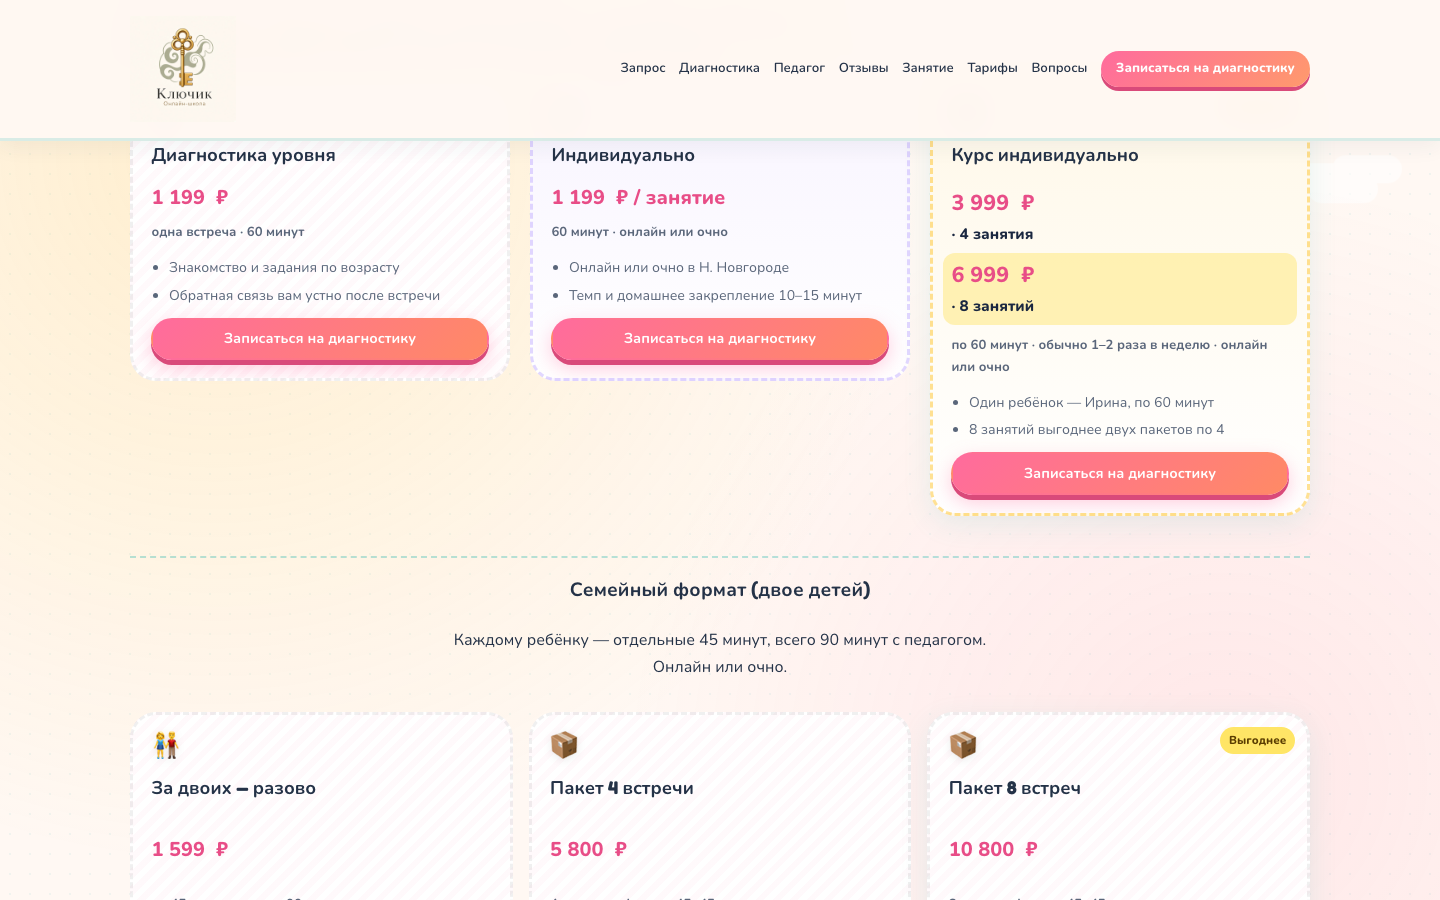 Ключик
Онлайн-школа
Запрос Диагностика Педагог Отзывы Занятие Тарифы Вопросы Записаться на диагностику
Диагностика уровня
1 199 ₽
одна встреча · 60 минут
• Знакомство и задания по возрасту
• Обратная связь вам устно после встречи
Записаться на диагностику
Индивидуально
1 199 ₽ / занятие
60 минут · онлайн или очно
• Онлайн или очно в Н. Новгороде
• Темп и домашнее закрепление 10–15 минут
Записаться на диагностику
Курс индивидуально
3 999 ₽
· 4 занятия
6 999 ₽
· 8 занятий
по 60 минут · обычно 1–2 раза в неделю · онлайн
или очно
• Один ребёнок — Ирина, по 60 минут
• 8 занятий выгоднее двух пакетов по 4
Записаться на диагностику
Семейный формат (двое детей)
Каждому ребёнку — отдельные 45 минут, всего 90 минут с педагогом.
Онлайн или очно.
За двоих — разово
1 599 ₽
Пакет 4 встречи
5 800 ₽
Выгоднее
Пакет 8 встреч
10 800 ₽